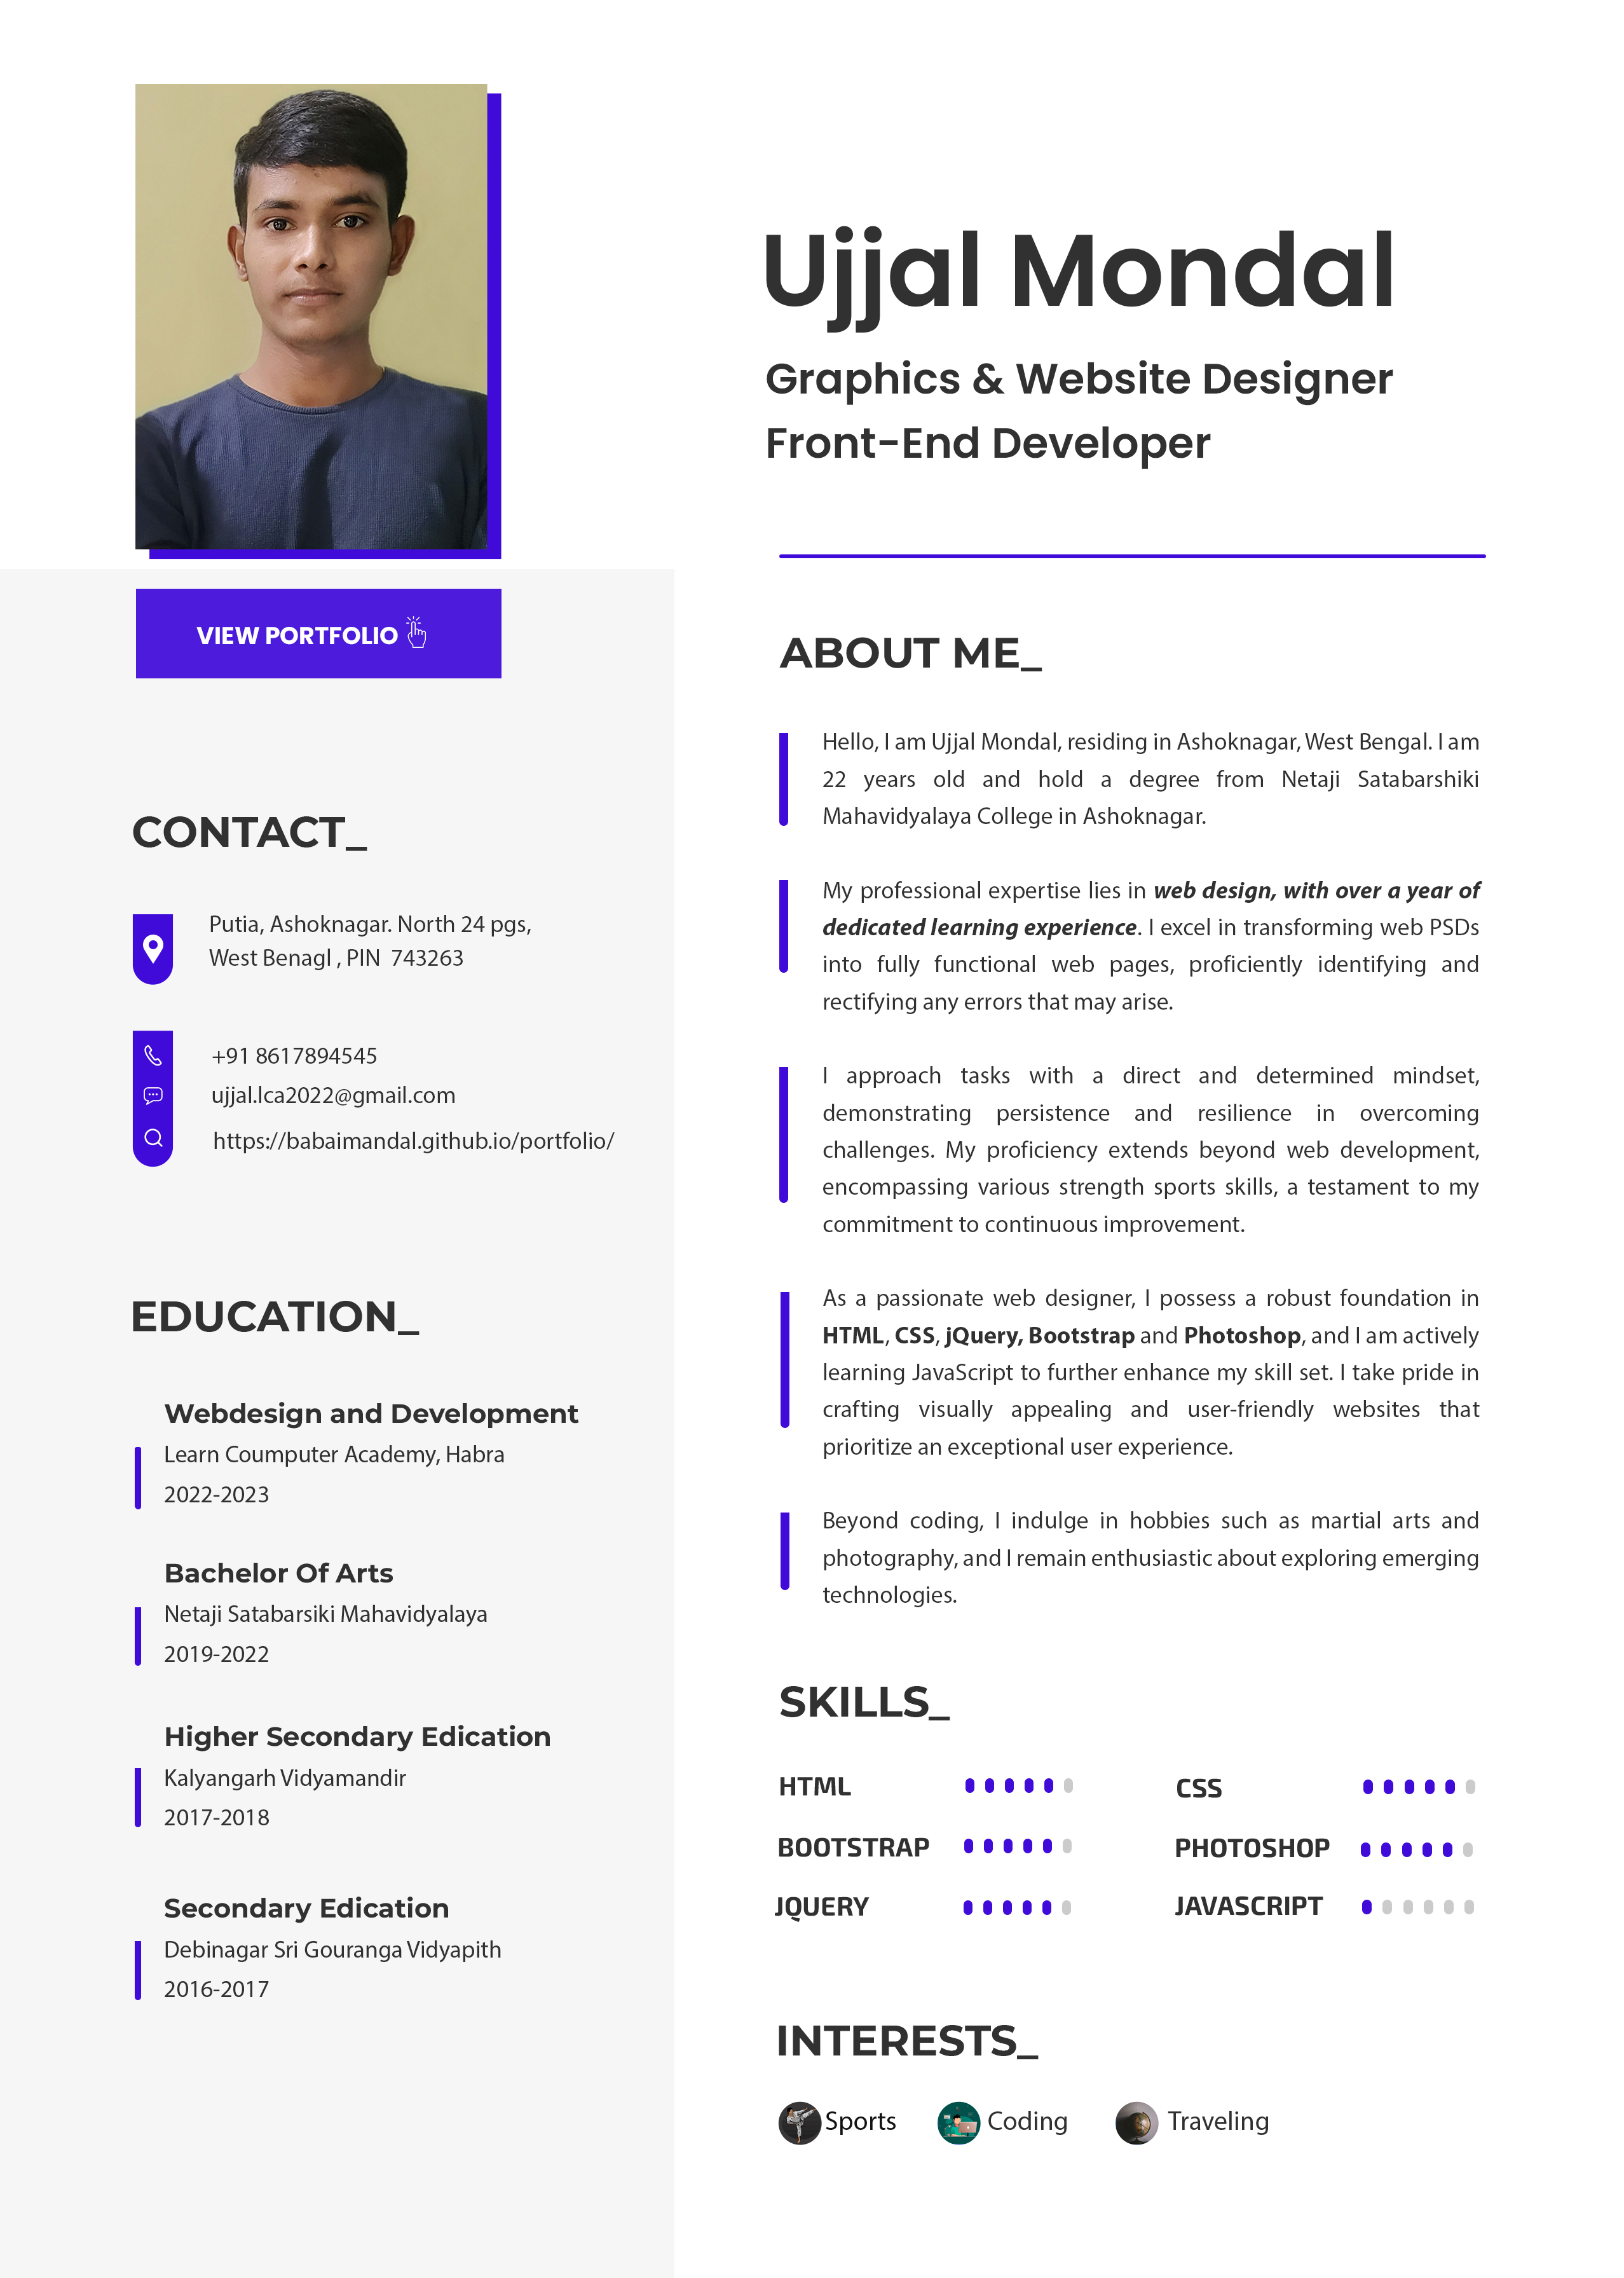 Ujjal Mondal
Graphics & Website Designer
Front-End Developer
VIEW PORTFOLIO
CONTACT_
Putia, Ashoknagar. North 24 pgs,
West Benagl , PIN  743263
+91 8617894545
ujjal.lca2022@gmail.com
https://babaimandal.github.io/portfolio/
EDUCATION_
Webdesign and Development
Learn Coumputer Academy, Habra
2022-2023
Bachelor Of Arts
Netaji Satabarsiki Mahavidyalaya
2019-2022
Higher Secondary Edication
Kalyangarh Vidyamandir
2017-2018
Secondary Edication
Debinagar Sri Gouranga Vidyapith
2016-2017
ABOUT ME_
Hello, I am Ujjal Mondal, residing in Ashoknagar, West Bengal. I am
22 years old and hold a degree from Netaji Satabarshiki
Mahavidyalaya College in Ashoknagar.
My professional expertise lies in web design, with over a year of
dedicated learning experience. I excel in transforming web PSDs
into fully functional web pages, proficiently identifying and
rectifying any errors that may arise.
I approach tasks with a direct and determined mindset,
demonstrating persistence and resilience in overcoming
challenges. My proficiency extends beyond web development,
encompassing various strength sports skills, a testament to my
commitment to continuous improvement.
As a passionate web designer, I possess a robust foundation in
HTML, CSS, jQuery, Bootstrap and Photoshop, and I am actively
learning JavaScript to further enhance my skill set. I take pride in
crafting visually appealing and user-friendly websites that
prioritize an exceptional user experience.
Beyond coding, I indulge in hobbies such as martial arts and
photography, and I remain enthusiastic about exploring emerging
technologies.
SKILLS_
HTML CSS
BOOTSTRAP PHOTOSHOP
JQUERY JAVASCRIPT
INTERESTS_
Sports Coding Traveling